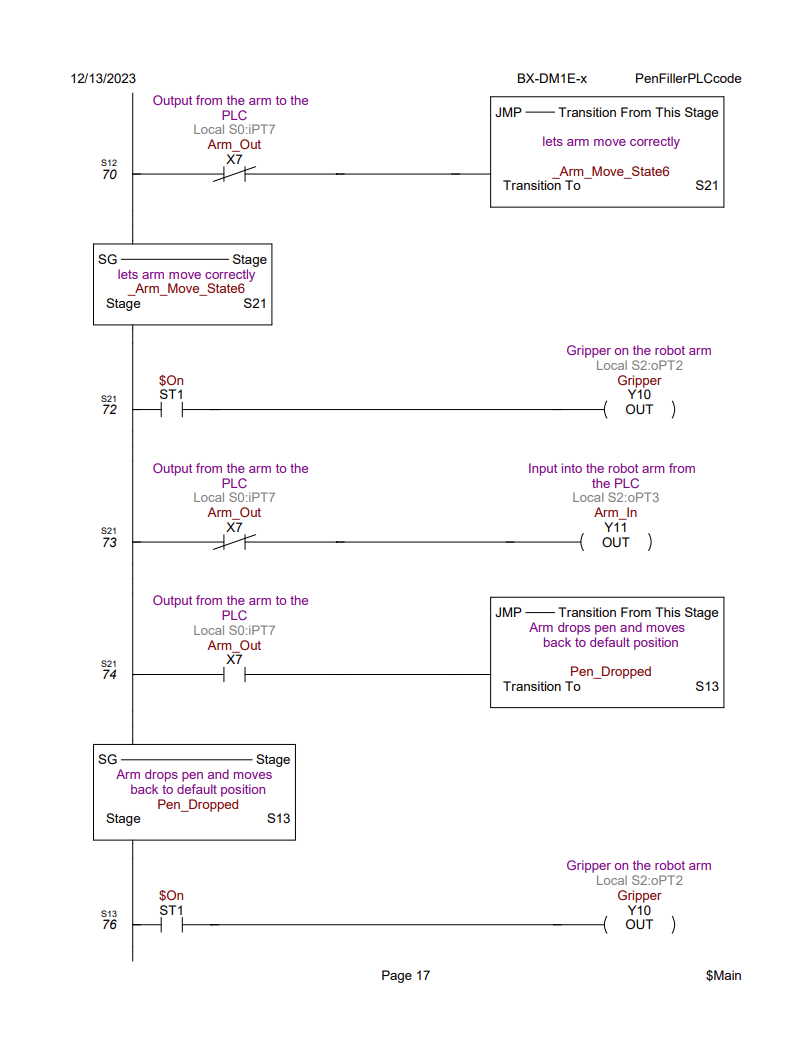 12/13/2023 BX-DM1E-x PenFillerPLCcode
Output from the arm to the
PLC
Local S0:iPT7
Arm_Out
X7
S12
70
JMP Transition From This Stage
lets arm move correctly
_Arm_Move_State6
Transition To S21
SG Stage
lets arm move correctly
_Arm_Move_State6
Stage S21
Gripper on the robot arm
Local S2:oPT2
Gripper
Y10
OUT
$On
ST1
S21
72
Output from the arm to the
PLC
Local S0:iPT7
Arm_Out
X7
S21
73
Input into the robot arm from
the PLC
Local S2:oPT3
Arm_In
Y11
OUT
Output from the arm to the
PLC
Local S0:iPT7
Arm_Out
X7
S21
74
JMP Transition From This Stage
Arm drops pen and moves
back to default position
Pen_Dropped
Transition To S13
SG Stage
Arm drops pen and moves
back to default position
Pen_Dropped
Stage S13
Gripper on the robot arm
Local S2:oPT2
Gripper
Y10
OUT
$On
ST1
S13
76
Page 17 $Main